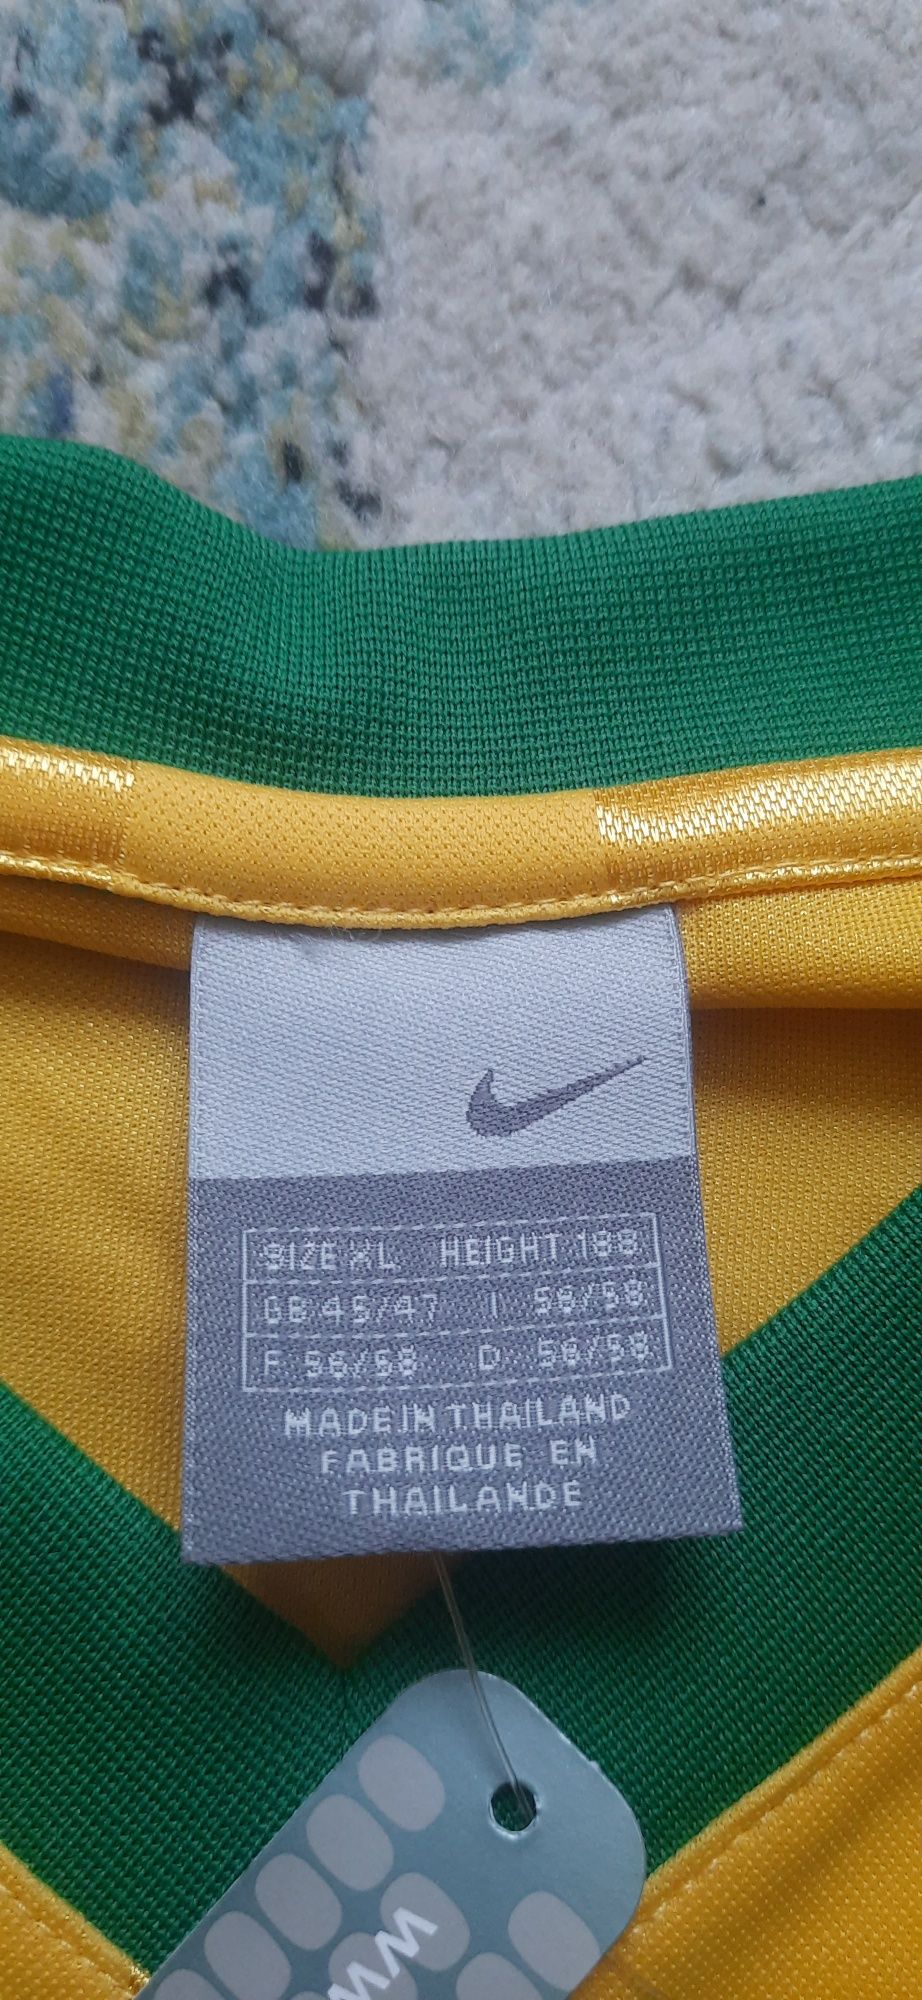 SIZE XL HEIGHT 188
GB 45/47 I 56/58
F 56/58 D 56/58
MADE IN THAILAND
FABRIQUE EN
THAILANDE
www